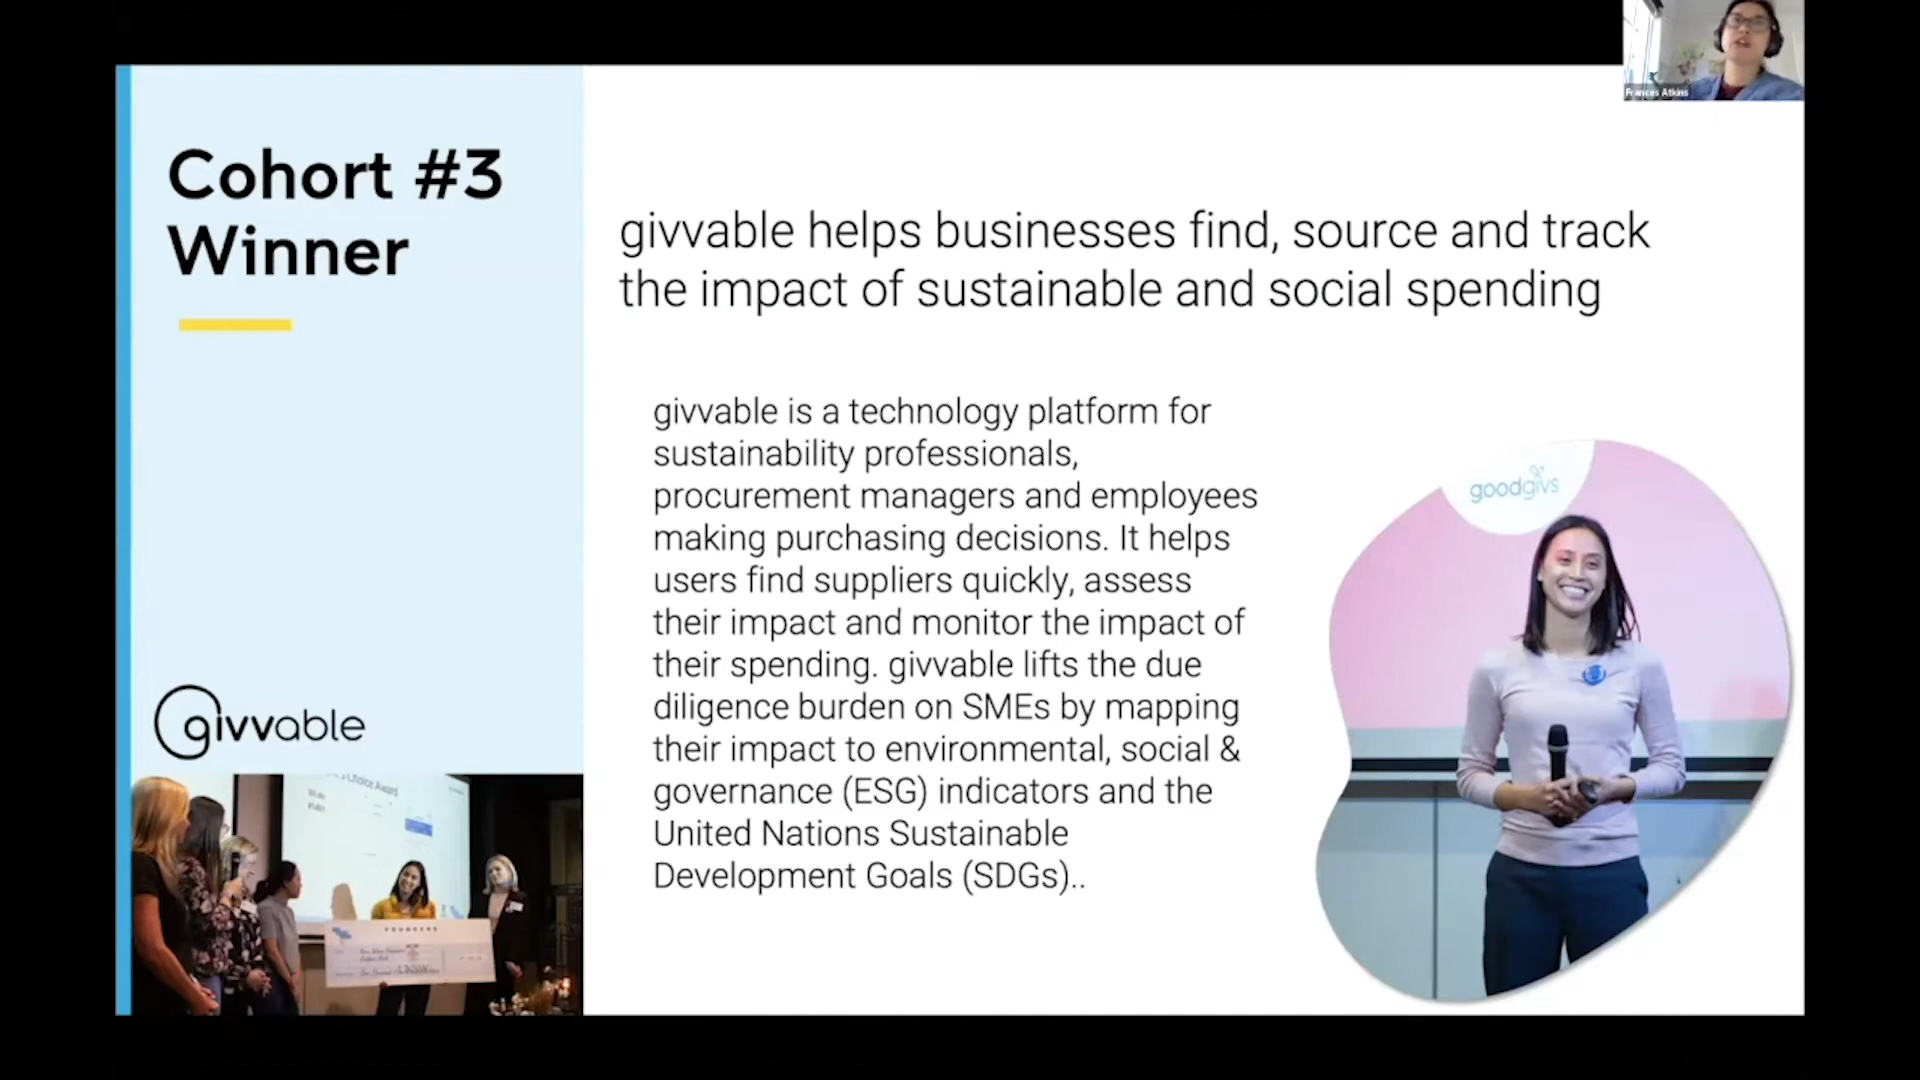 Frances Atkins
Cohort #3
Winner
givvable helps businesses find, source and track
the impact of sustainable and social spending
givvable is a technology platform for
sustainability professionals,
procurement managers and employees
making purchasing decisions. It helps
users find suppliers quickly, assess
their impact and monitor the impact of
their spending. givvable lifts the due
diligence burden on SMEs by mapping
their impact to environmental, social &
governance (ESG) indicators and the
United Nations Sustainable
Development Goals (SDGs)..
goodgivs
givvable
Choice Award
FOUNDERS
UNSW